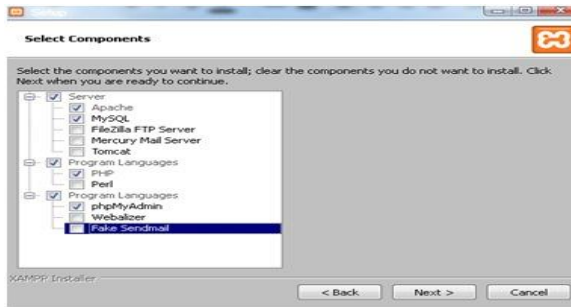 Setup
Select Components
Select the components you want to install; clear the components you do not want to install. Click
Next when you are ready to continue.
Server
Apache
MySQL
FileZilla FTP Server
Mercury Mail Server
Tomcat
Program Languages
PHP
Perl
Program Languages
phpMyAdmin
Webalizer
Fake Sendmail
XAMPP Installer
< Back
Next >
Cancel